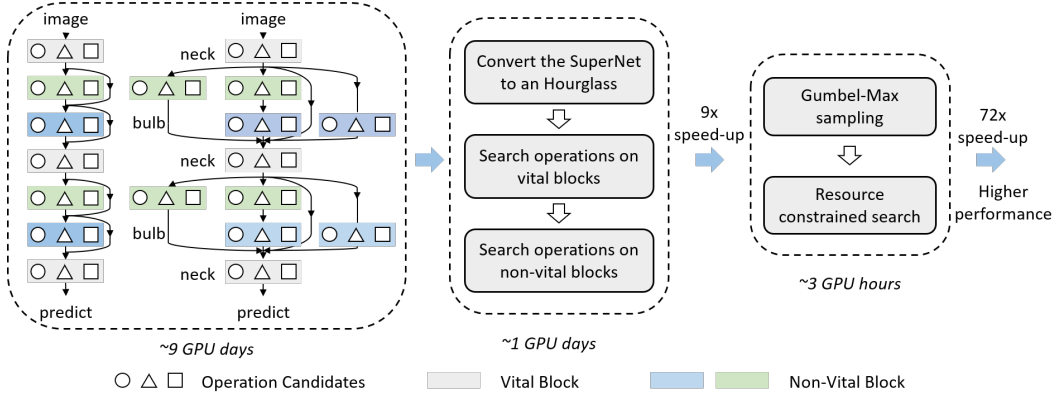 image
image
neck
bulb
neck
bulb
neck
predict
predict
~9 GPU days
Convert the SuperNet
to an Hourglass
Search operations on
vital blocks
Search operations on
non-vital blocks
~1 GPU days
9x
speed-up
Gumbel-Max
sampling
Resource
constrained search
~3 GPU hours
72x
speed-up
Higher
performance
Operation Candidates
Vital Block
Non-Vital Block